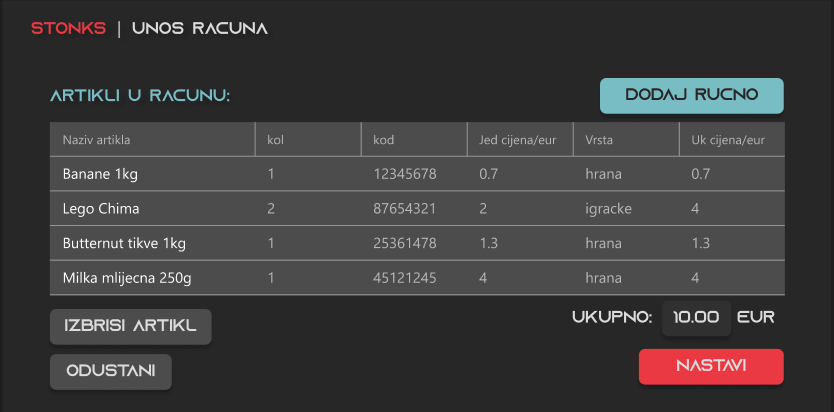 STONKS | UNOS RACUNA
ARTIKLI U RACUNU:
DODAJ RUCNO
Naziv artikla kol kod Jed cijena/eur Vrsta Uk cijena/eur
Banane 1kg 1 12345678 0.7 hrana 0.7
Lego Chima 2 87654321 2 igracke 4
Butternut tikve 1kg 1 25361478 1.3 hrana 1.3
Milka mlijecna 250g 1 45121245 4 hrana 4
IZBRISI ARTIKL
UKUPNO: 10.00 EUR
ODUSTANI
NASTAVI